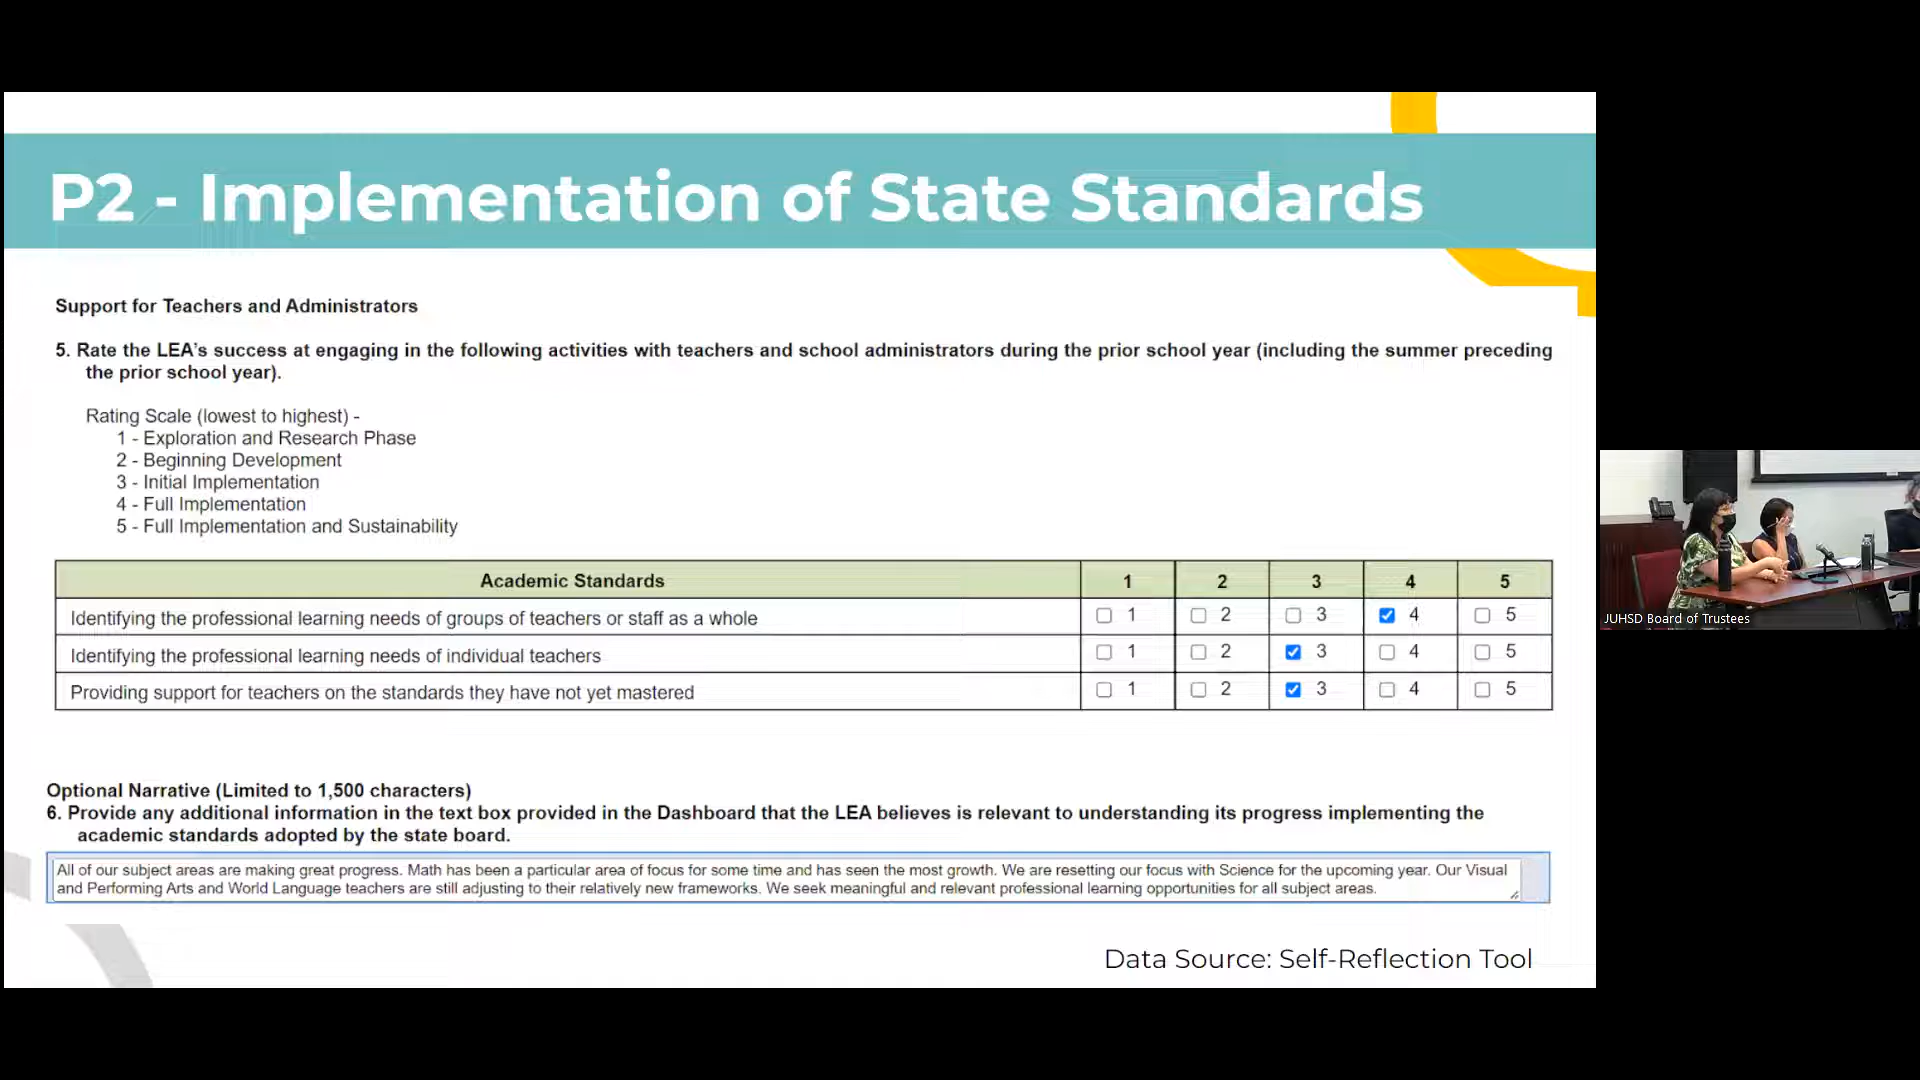 P2 - Implementation of State Standards
Support for Teachers and Administrators
5. Rate the LEA's success at engaging in the following activities with teachers and school administrators during the prior school year (including the summer preceding
the prior school year).
Rating Scale (lowest to highest) -
1 - Exploration and Research Phase
2 - Beginning Development
3 - Initial Implementation
4 - Full Implementation
5 - Full Implementation and Sustainability
Academic Standards 1 2 3 4 5
Identifying the professional learning needs of groups of teachers or staff as a whole 1 2 3 4 5
Identifying the professional learning needs of individual teachers 1 2 3 4 5
Providing support for teachers on the standards they have not yet mastered 1 2 3 4 5
Optional Narrative (Limited to 1,500 characters)
6. Provide any additional information in the text box provided in the Dashboard that the LEA believes is relevant to understanding its progress implementing the
academic standards adopted by the state board.
All of our subject areas are making great progress. Math has been a particular area of focus for some time and has seen the most growth. We are resetting our focus with Science for the upcoming year. Our Visual
and Performing Arts and World Language teachers are still adjusting to their relatively new frameworks. We seek meaningful and relevant professional learning opportunities for all subject areas.
Data Source: Self-Reflection Tool
JUHSD Board of Trustees